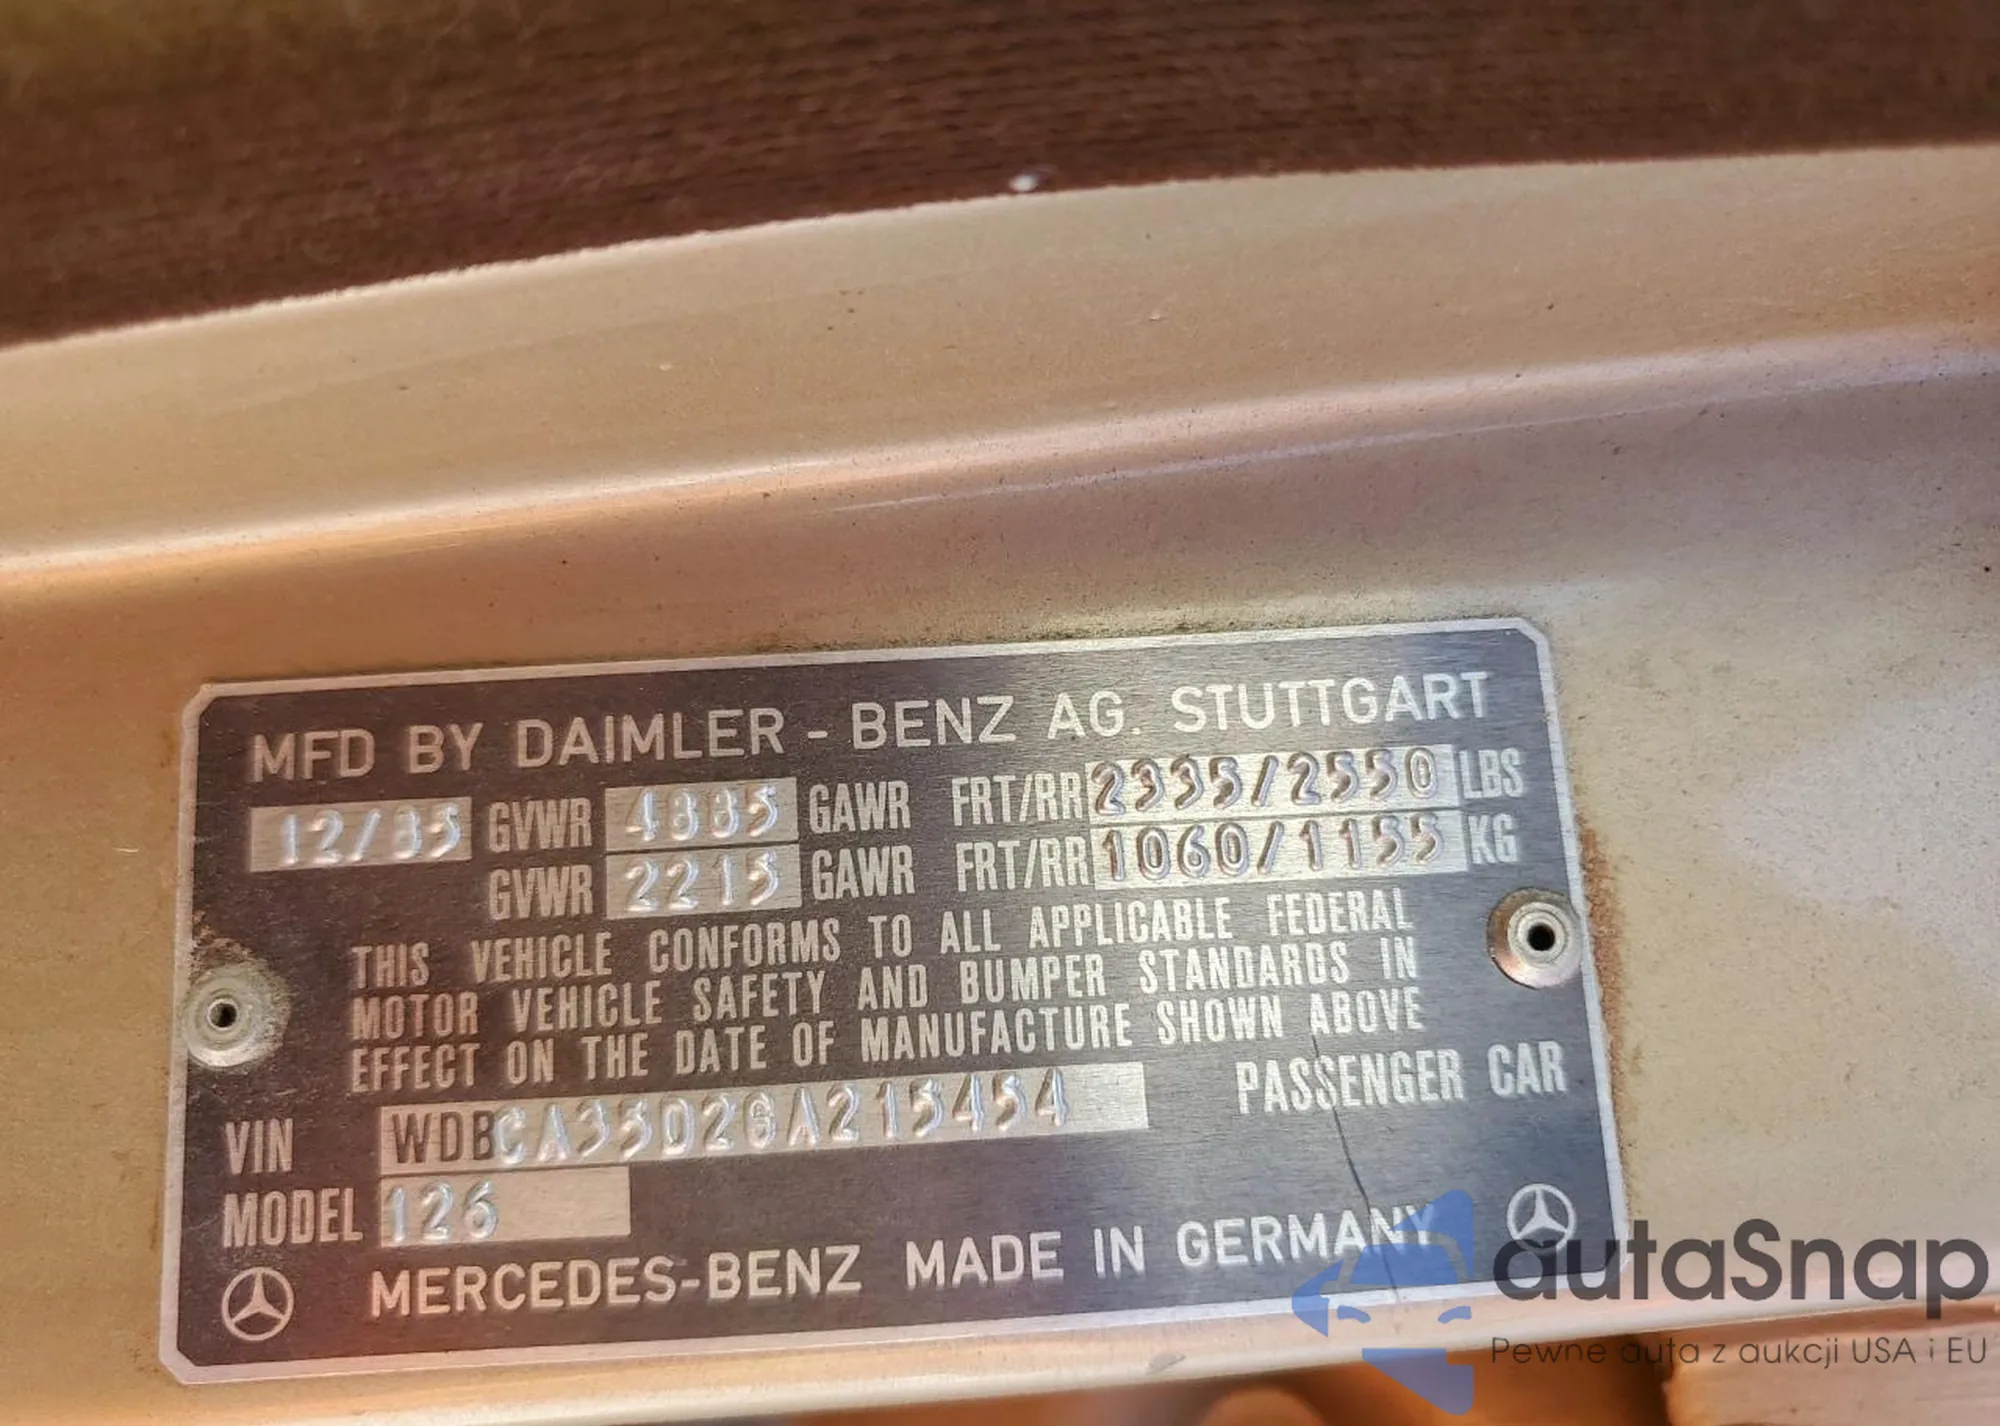 MFD BY DAIMLER - BENZ AG. STUTTGART
12/85 GVWR 4885 GAWR FRT/RR 2335/2550 LBS
GVWR 2215 GAWR FRT/RR 1060/1155 KG
THIS VEHICLE CONFORMS TO ALL APPLICABLE FEDERAL
MOTOR VEHICLE SAFETY AND BUMPER STANDARDS IN
EFFECT ON THE DATE OF MANUFACTURE SHOWN ABOVE
VIN WDBCA35D2GA215454 PASSENGER CAR
MODEL 126
MERCEDES-BENZ MADE IN GERMANY
autaSnap
Pewne auta z aukcji USA i EU